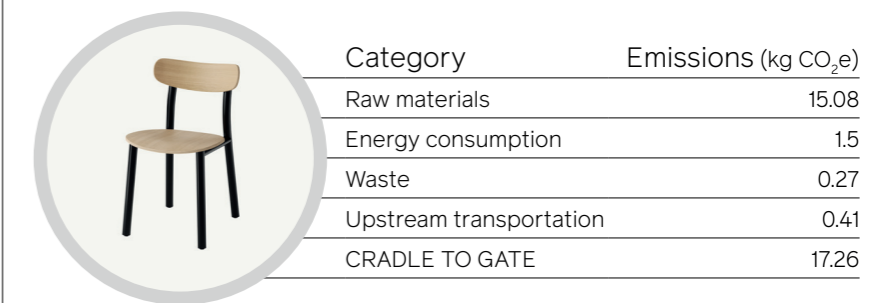 Category Emissions (kg CO₂e)
Raw materials 15.08
Energy consumption 1.5
Waste 0.27
Upstream transportation 0.41
CRADLE TO GATE 17.26